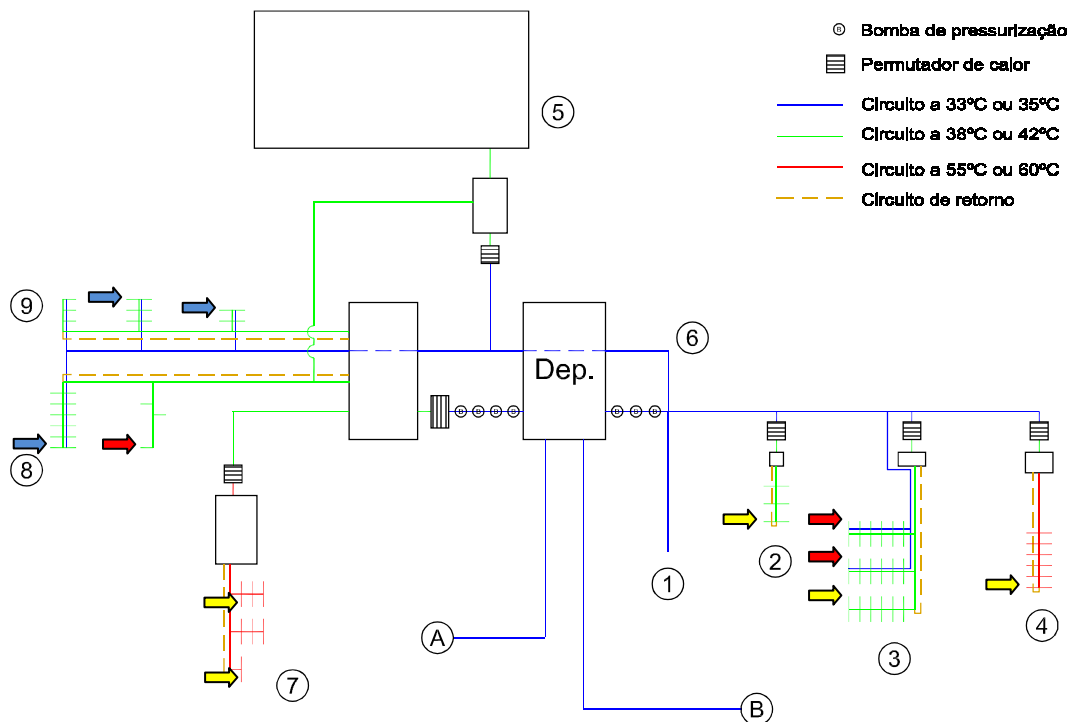 Bomba de pressurização
Permutador de calor
Circuito a 33ºC ou 35ºC
Circuito a 38ºC ou 42ºC
Circuito a 55ºC ou 60ºC
Circuito de retorno
5
9
6
Dep.
8
B B B B
B B B
1
2
3
4
7
A
B